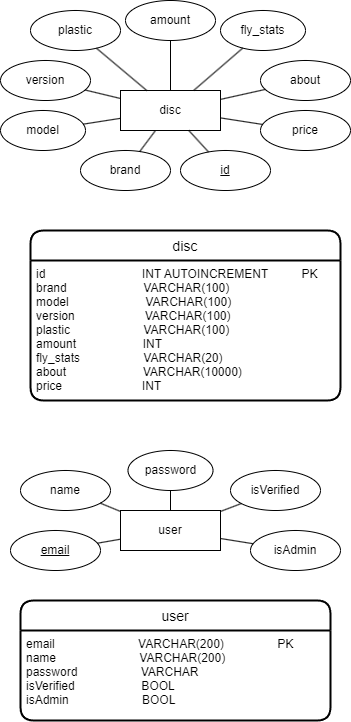 amount
plastic
fly_stats
version
about
disc
model
price
brand
id
disc
id INT AUTOINCREMENT PK
brand VARCHAR(100)
model VARCHAR(100)
version VARCHAR(100)
plastic VARCHAR(100)
amount INT
fly_stats VARCHAR(20)
about VARCHAR(10000)
price INT
password
name
isVerified
user
email
isAdmin
user
email VARCHAR(200) PK
name VARCHAR(200)
password VARCHAR
isVerified BOOL
isAdmin BOOL